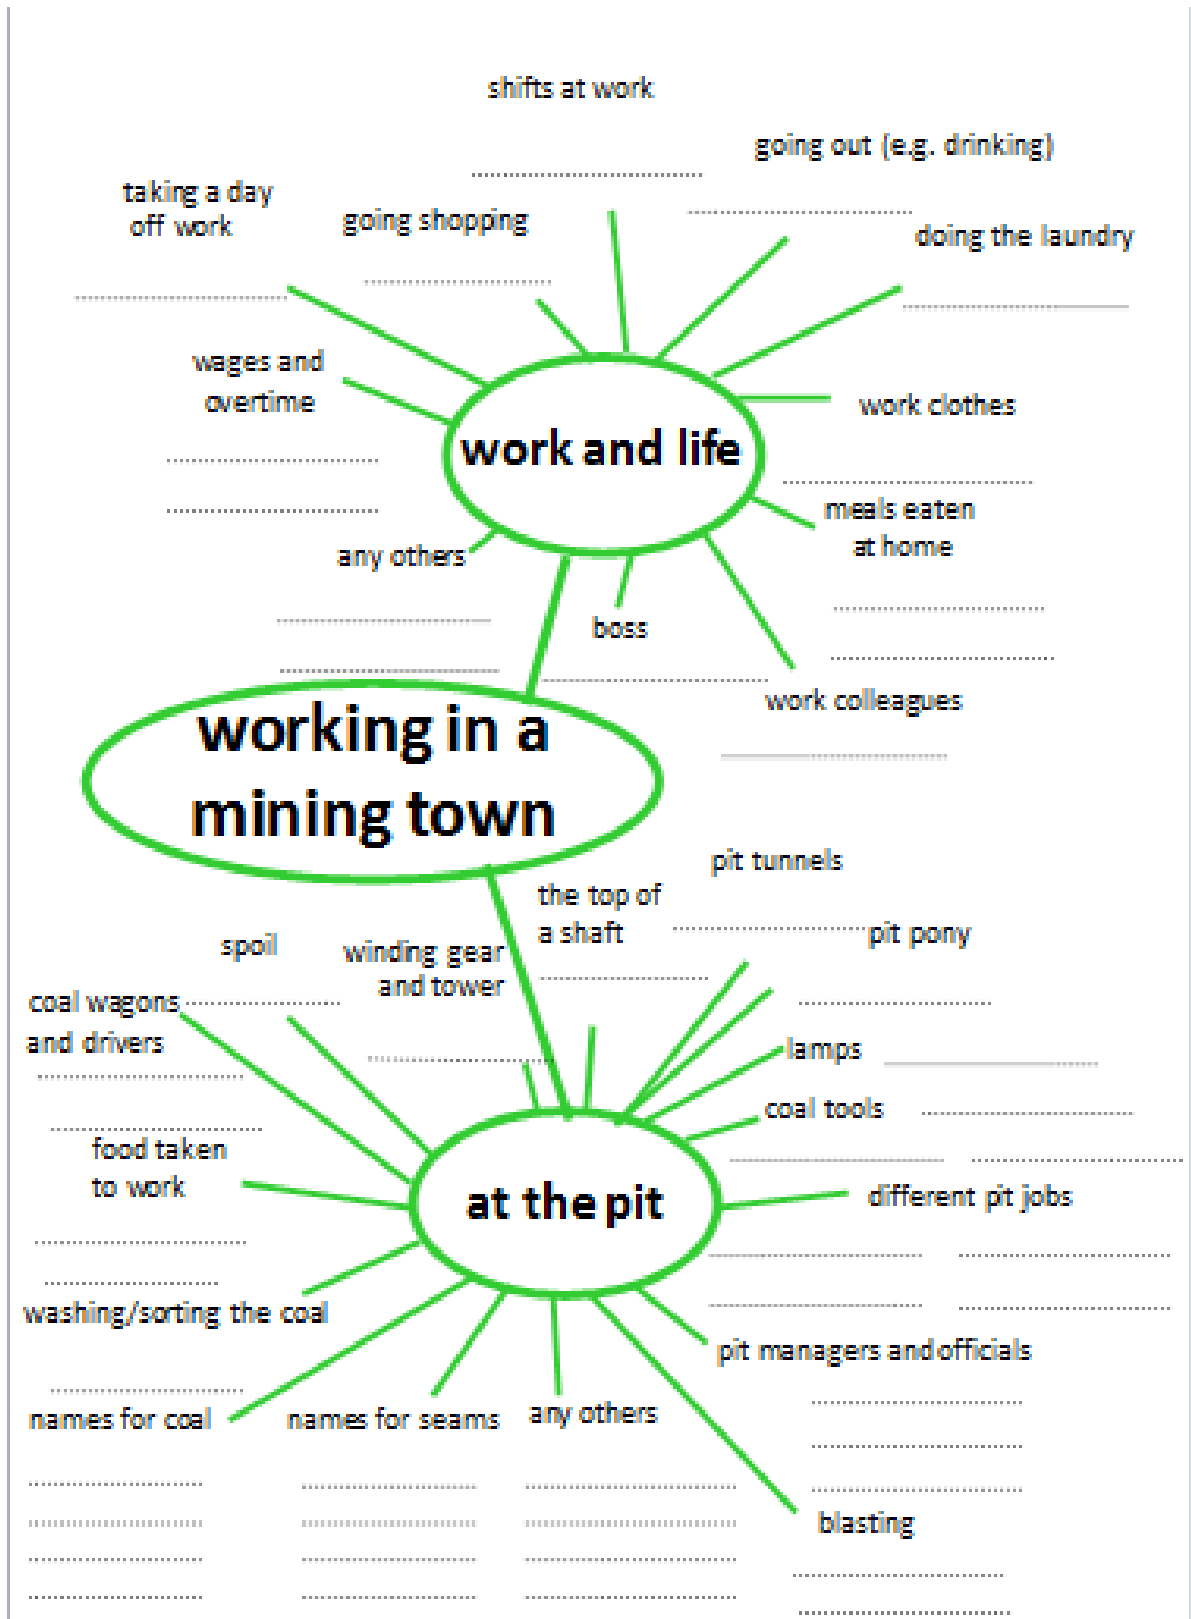 shifts at work
going out (e.g. drinking)
taking a day
off work
going shopping
doing the laundry
wages and
overtime
work clothes
work and life
meals eaten
at home
any others
boss
work colleagues
working in a
mining town
pit tunnels
the top of
a shaft
pit pony
spoil
winding gear
and tower
coal wagons
and drivers
lamps
coal tools
food taken
to work
at the pit
different pit jobs
washing/sorting the coal
pit managers and officials
names for coal
names for seams
any others
blasting